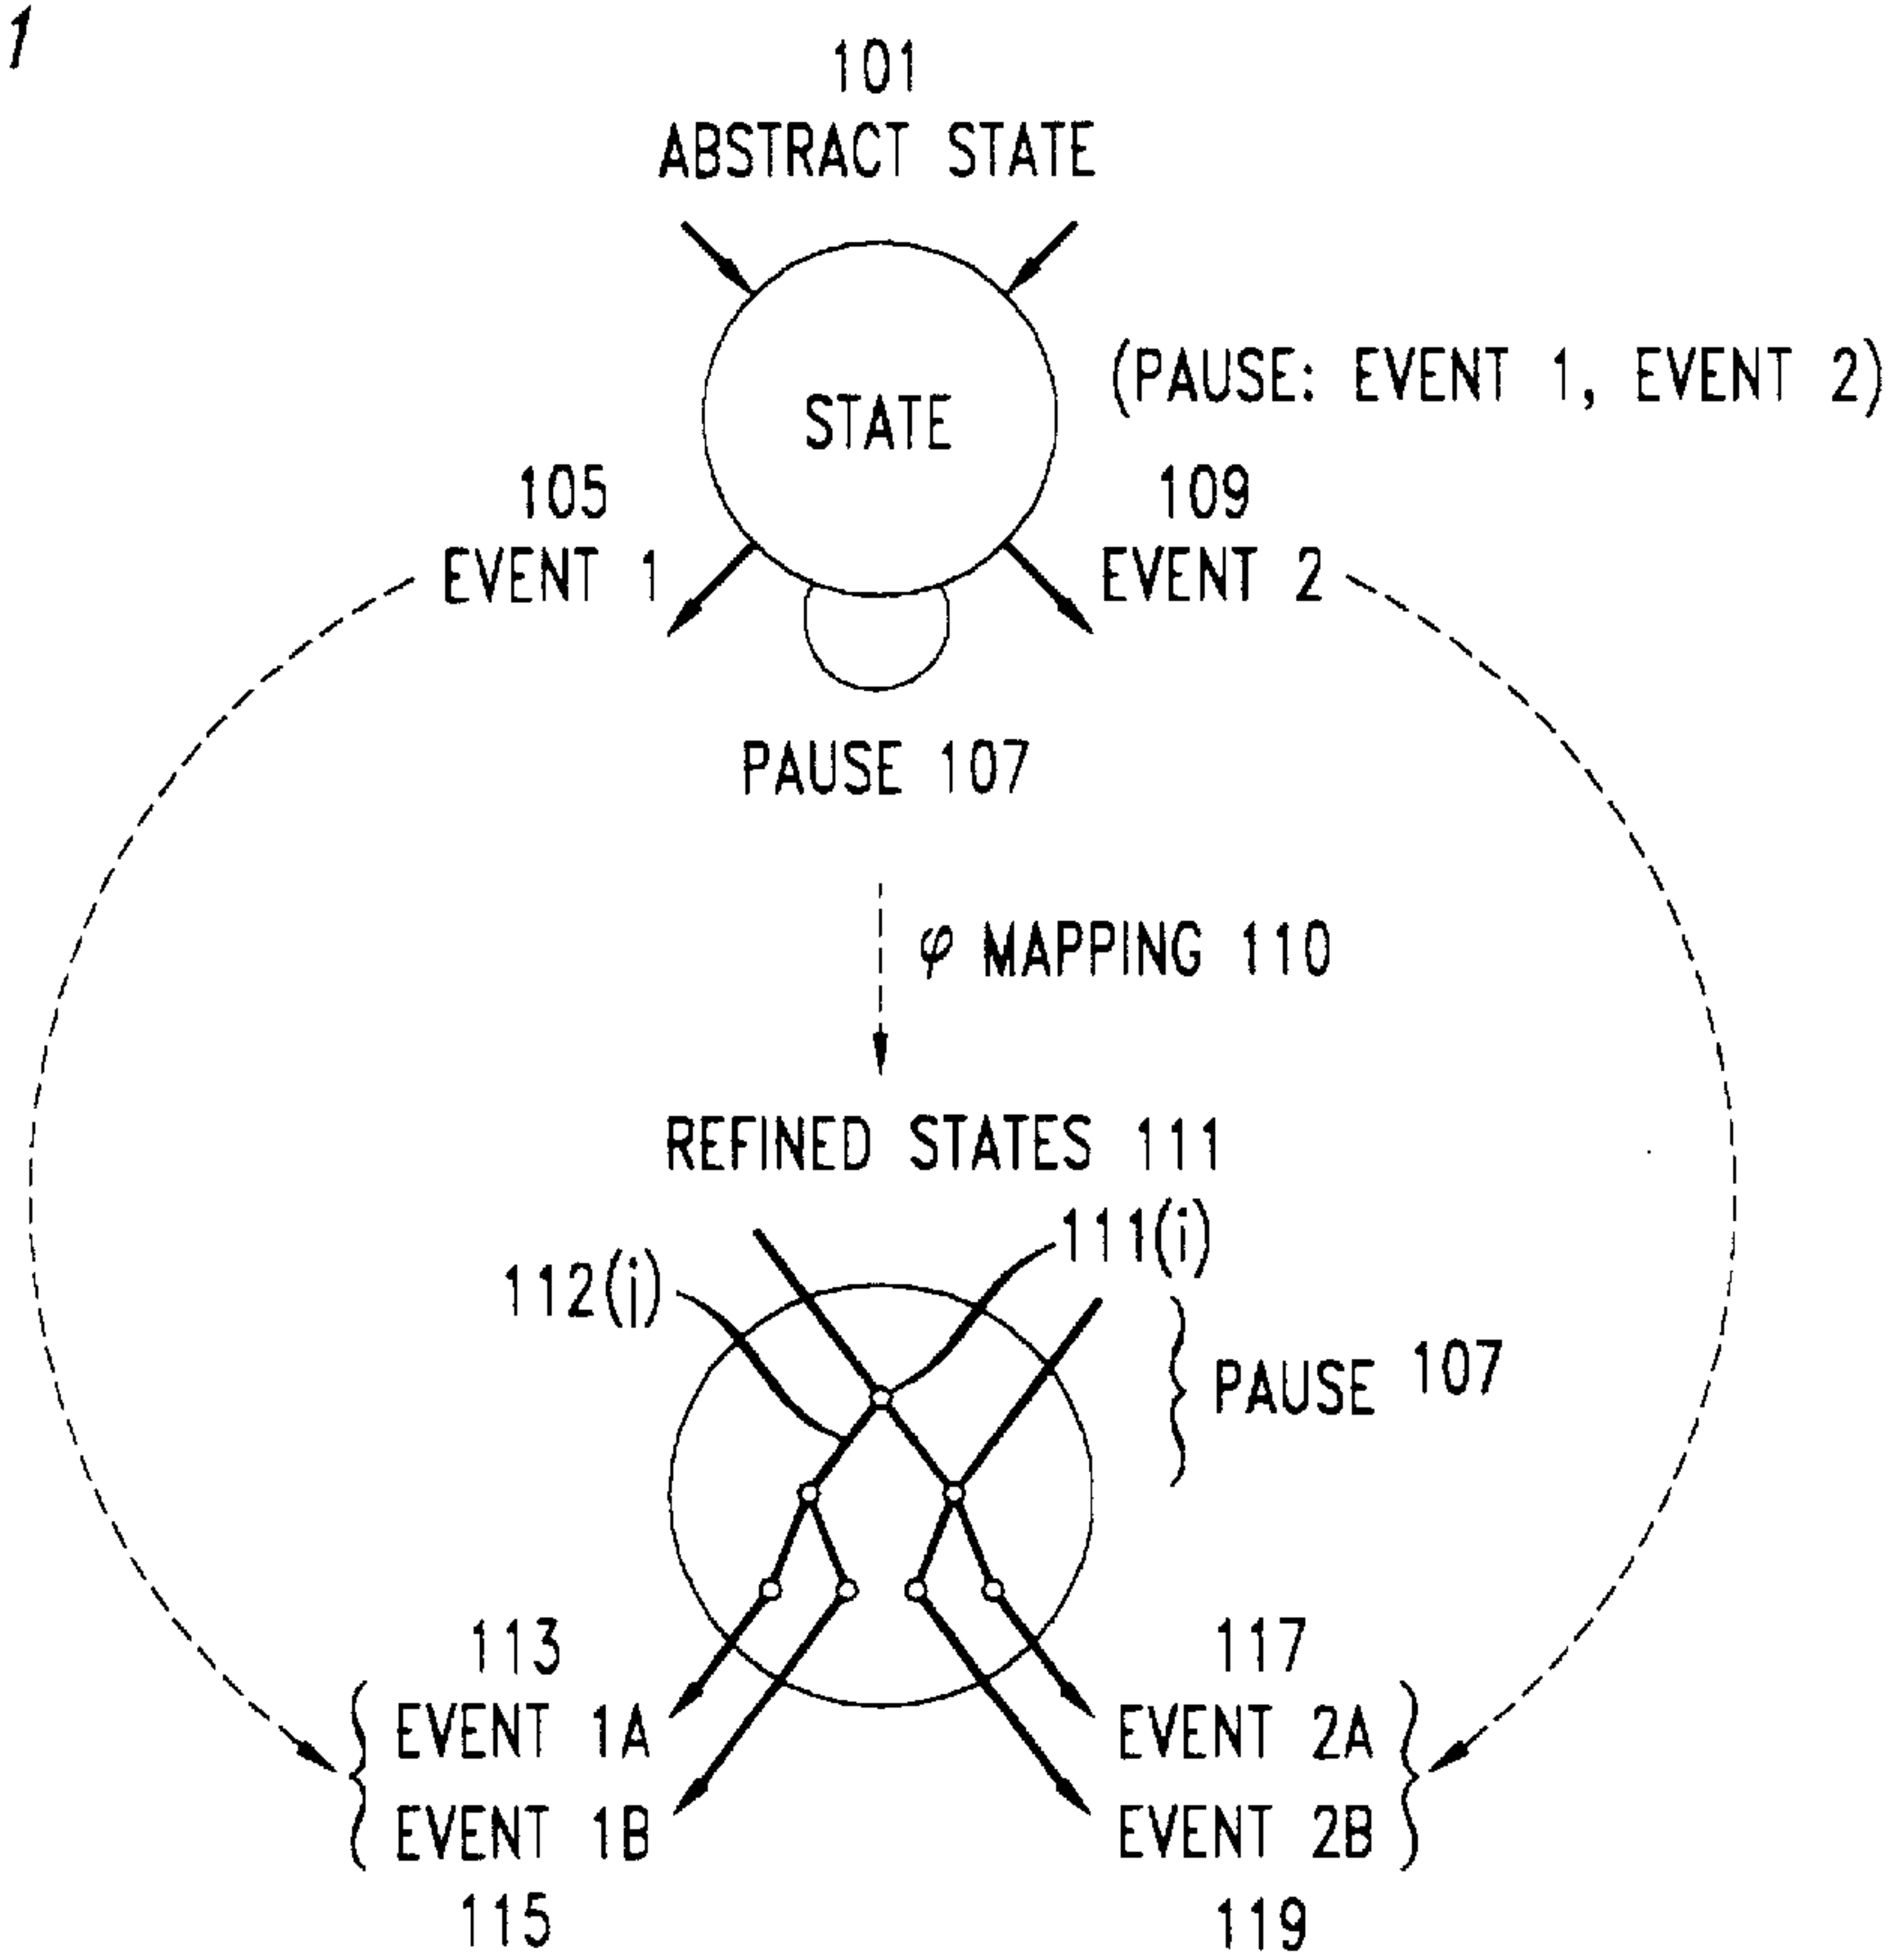 1
101
ABSTRACT STATE
STATE
(PAUSE: EVENT 1, EVENT 2)
105
EVENT 1
109
EVENT 2
PAUSE 107
φ MAPPING 110
REFINED STATES 111
111(i)
112(i)
PAUSE 107
113
EVENT 1A
EVENT 1B
115
117
EVENT 2A
EVENT 2B
119